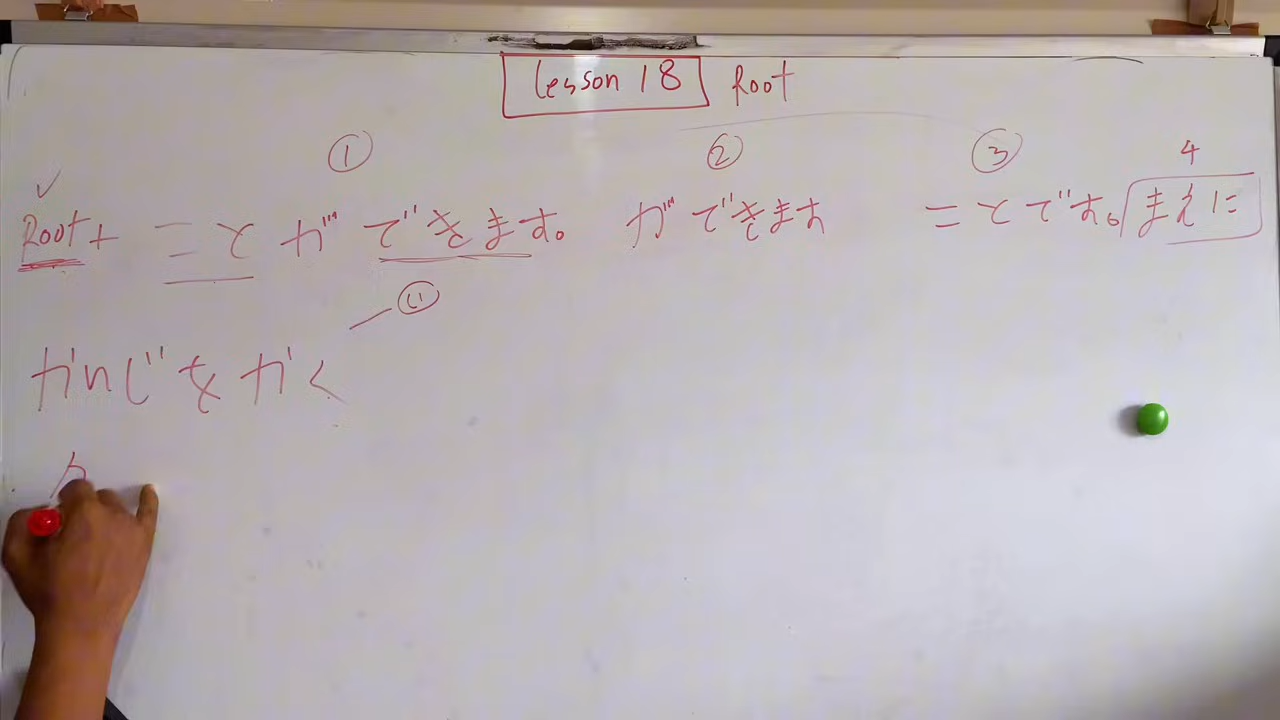 Lesson 18 Root
① ② ③ 4
Root + ことができます。 ができます ことです。 まえに
かんじをかく